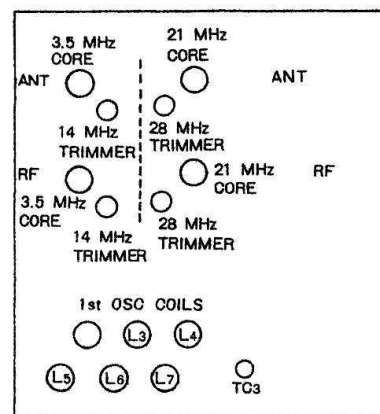 3.5 MHz
CORE
21 MHz
CORE
ANT
ANT
14 MHz
TRIMMER
28 MHz
TRIMMER
RF
21 MHz
CORE
RF
3.5 MHz
CORE
14 MHz
TRIMMER
28 MHz
TRIMMER
1st OSC COILS
L3
L4
L5
L6
L7
TC3